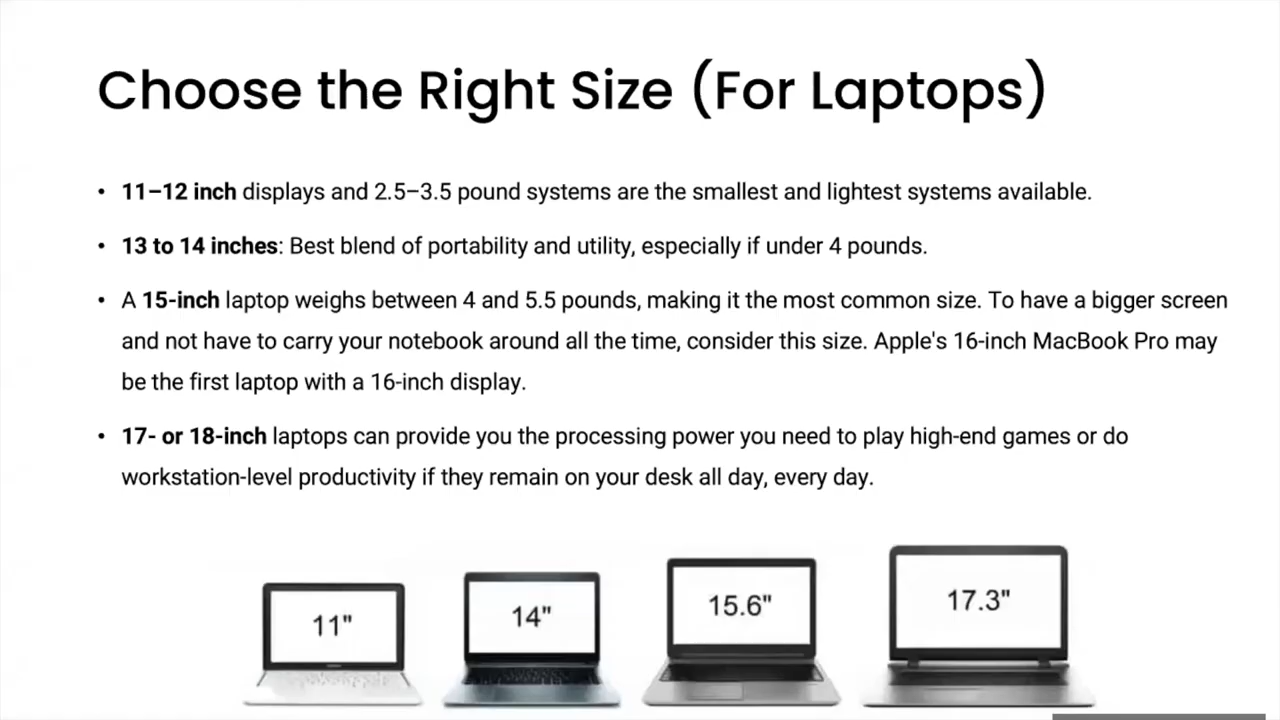 Choose the Right Size (For Laptops)
• 11–12 inch displays and 2.5–3.5 pound systems are the smallest and lightest systems available.
• 13 to 14 inches: Best blend of portability and utility, especially if under 4 pounds.
• A 15-inch laptop weighs between 4 and 5.5 pounds, making it the most common size. To have a bigger screen
and not have to carry your notebook around all the time, consider this size. Apple's 16-inch MacBook Pro may
be the first laptop with a 16-inch display.
• 17- or 18-inch laptops can provide you the processing power you need to play high-end games or do
workstation-level productivity if they remain on your desk all day, every day.
11"
14"
15.6"
17.3"